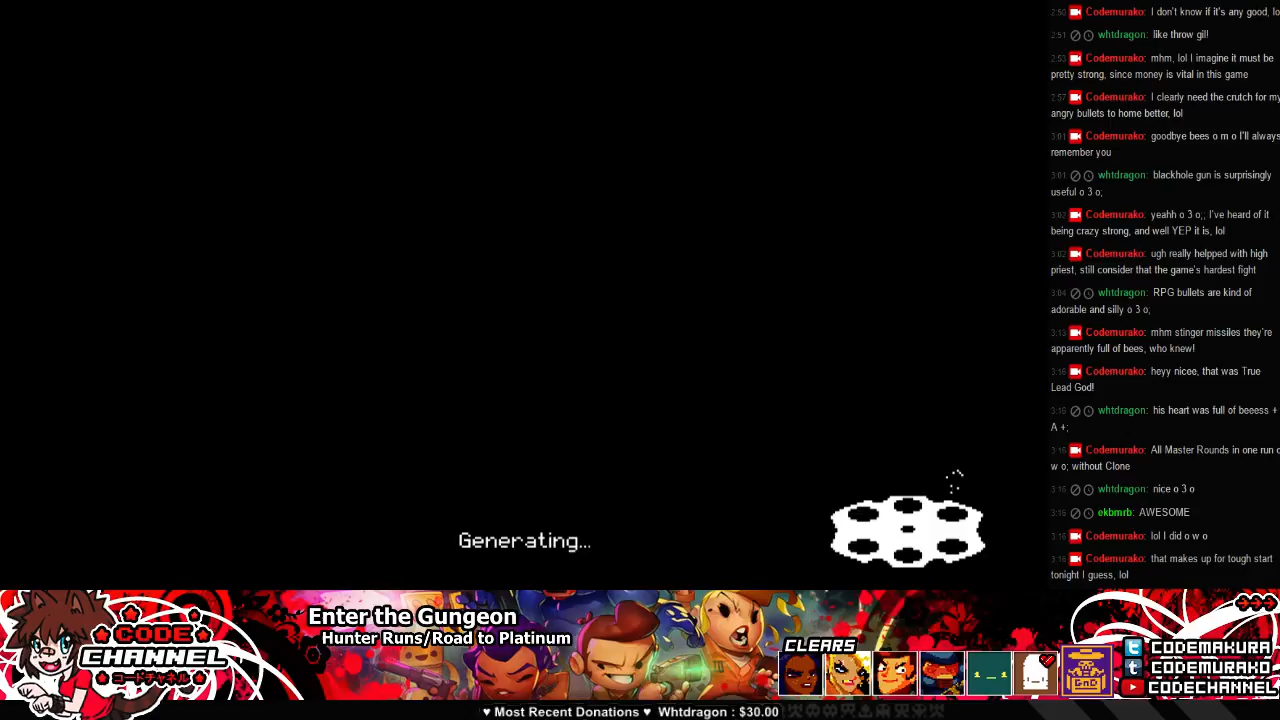 2:50 Codemurako: I don't know if it's any good, lo
2:51 whtdragon: like throw gil!
2:53 Codemurako: mhm, lol I imagine it must be
pretty strong, since money is vital in this game
2:57 Codemurako: I clearly need the crutch for my
angry bullets to home better, lol
3:01 Codemurako: goodbye bees o m o I'll always
remember you
3:01 whtdragon: blackhole gun is surprisingly
useful o 3 o;
3:02 Codemurako: yeahh o 3 o;; I've heard of it
being crazy strong, and well YEP it is, lol
3:02 Codemurako: ugh really helpped with high
priest, still consider that the game's hardest fight
3:04 whtdragon: RPG bullets are kind of
adorable and silly o 3 o;
3:13 Codemurako: mhm stinger missiles they're
apparently full of bees, who knew!
3:16 Codemurako: heyy nicee, that was True
Lead God!
3:16 whtdragon: his heart was full of beeess +
A +;
3:16 Codemurako: All Master Rounds in one run o
w o; without Clone
3:16 whtdragon: nice o 3 o
3:16 ekbmrb: AWESOME
3:16 Codemurako: lol I did o w o
3:16 Codemurako: that makes up for tough start
tonight I guess, lol
Generating...
CODE
CHANNEL
コードチャンネル
Enter the Gungeon
Hunter Runs/Road to Platinum
CLEARS
GnD
CODEMAKURA
CODEMURAKO
CODECHANNEL
♥ Most Recent Donations ♥ Whtdragon : $30.00